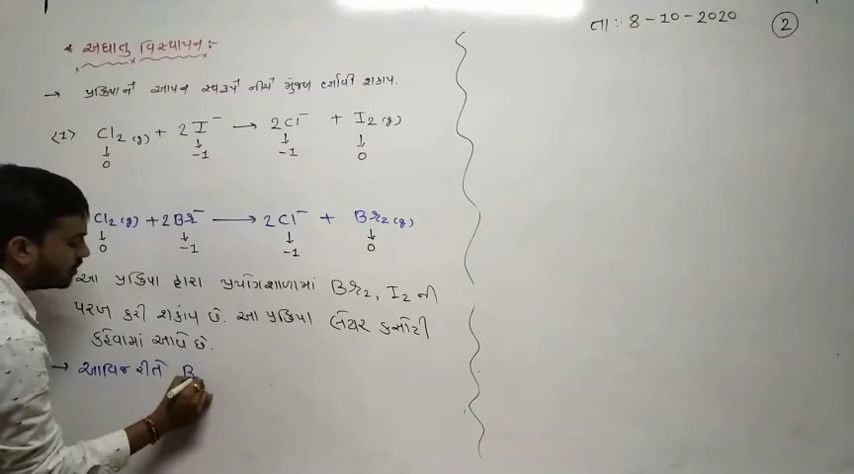 તા :- 8-10-2020 2
* અધાતુ વિસ્થાપન :-
→ પ્રક્રિયાને આયન સ્વરૂપે નીચે મુજબ દર્શાવી શકાય.
<1> Cl₂(g) + 2I⁻ → 2Cl⁻ + I₂(g)
↓ ↓ ↓ ↓
0 -1 -1 0
Cl₂(g) + 2Br⁻ → 2Cl⁻ + Br₂(g)
↓ ↓ ↓ ↓
0 -1 -1 0
આ પ્રક્રિયા દ્વારા પ્રયોગશાળામાં Br₂, I₂ ની
પરખ કરી શકાય છે. આ પ્રક્રિયા લેયર કસોટી
કહેવામાં આવે છે.
→ આવિજ રીતે B